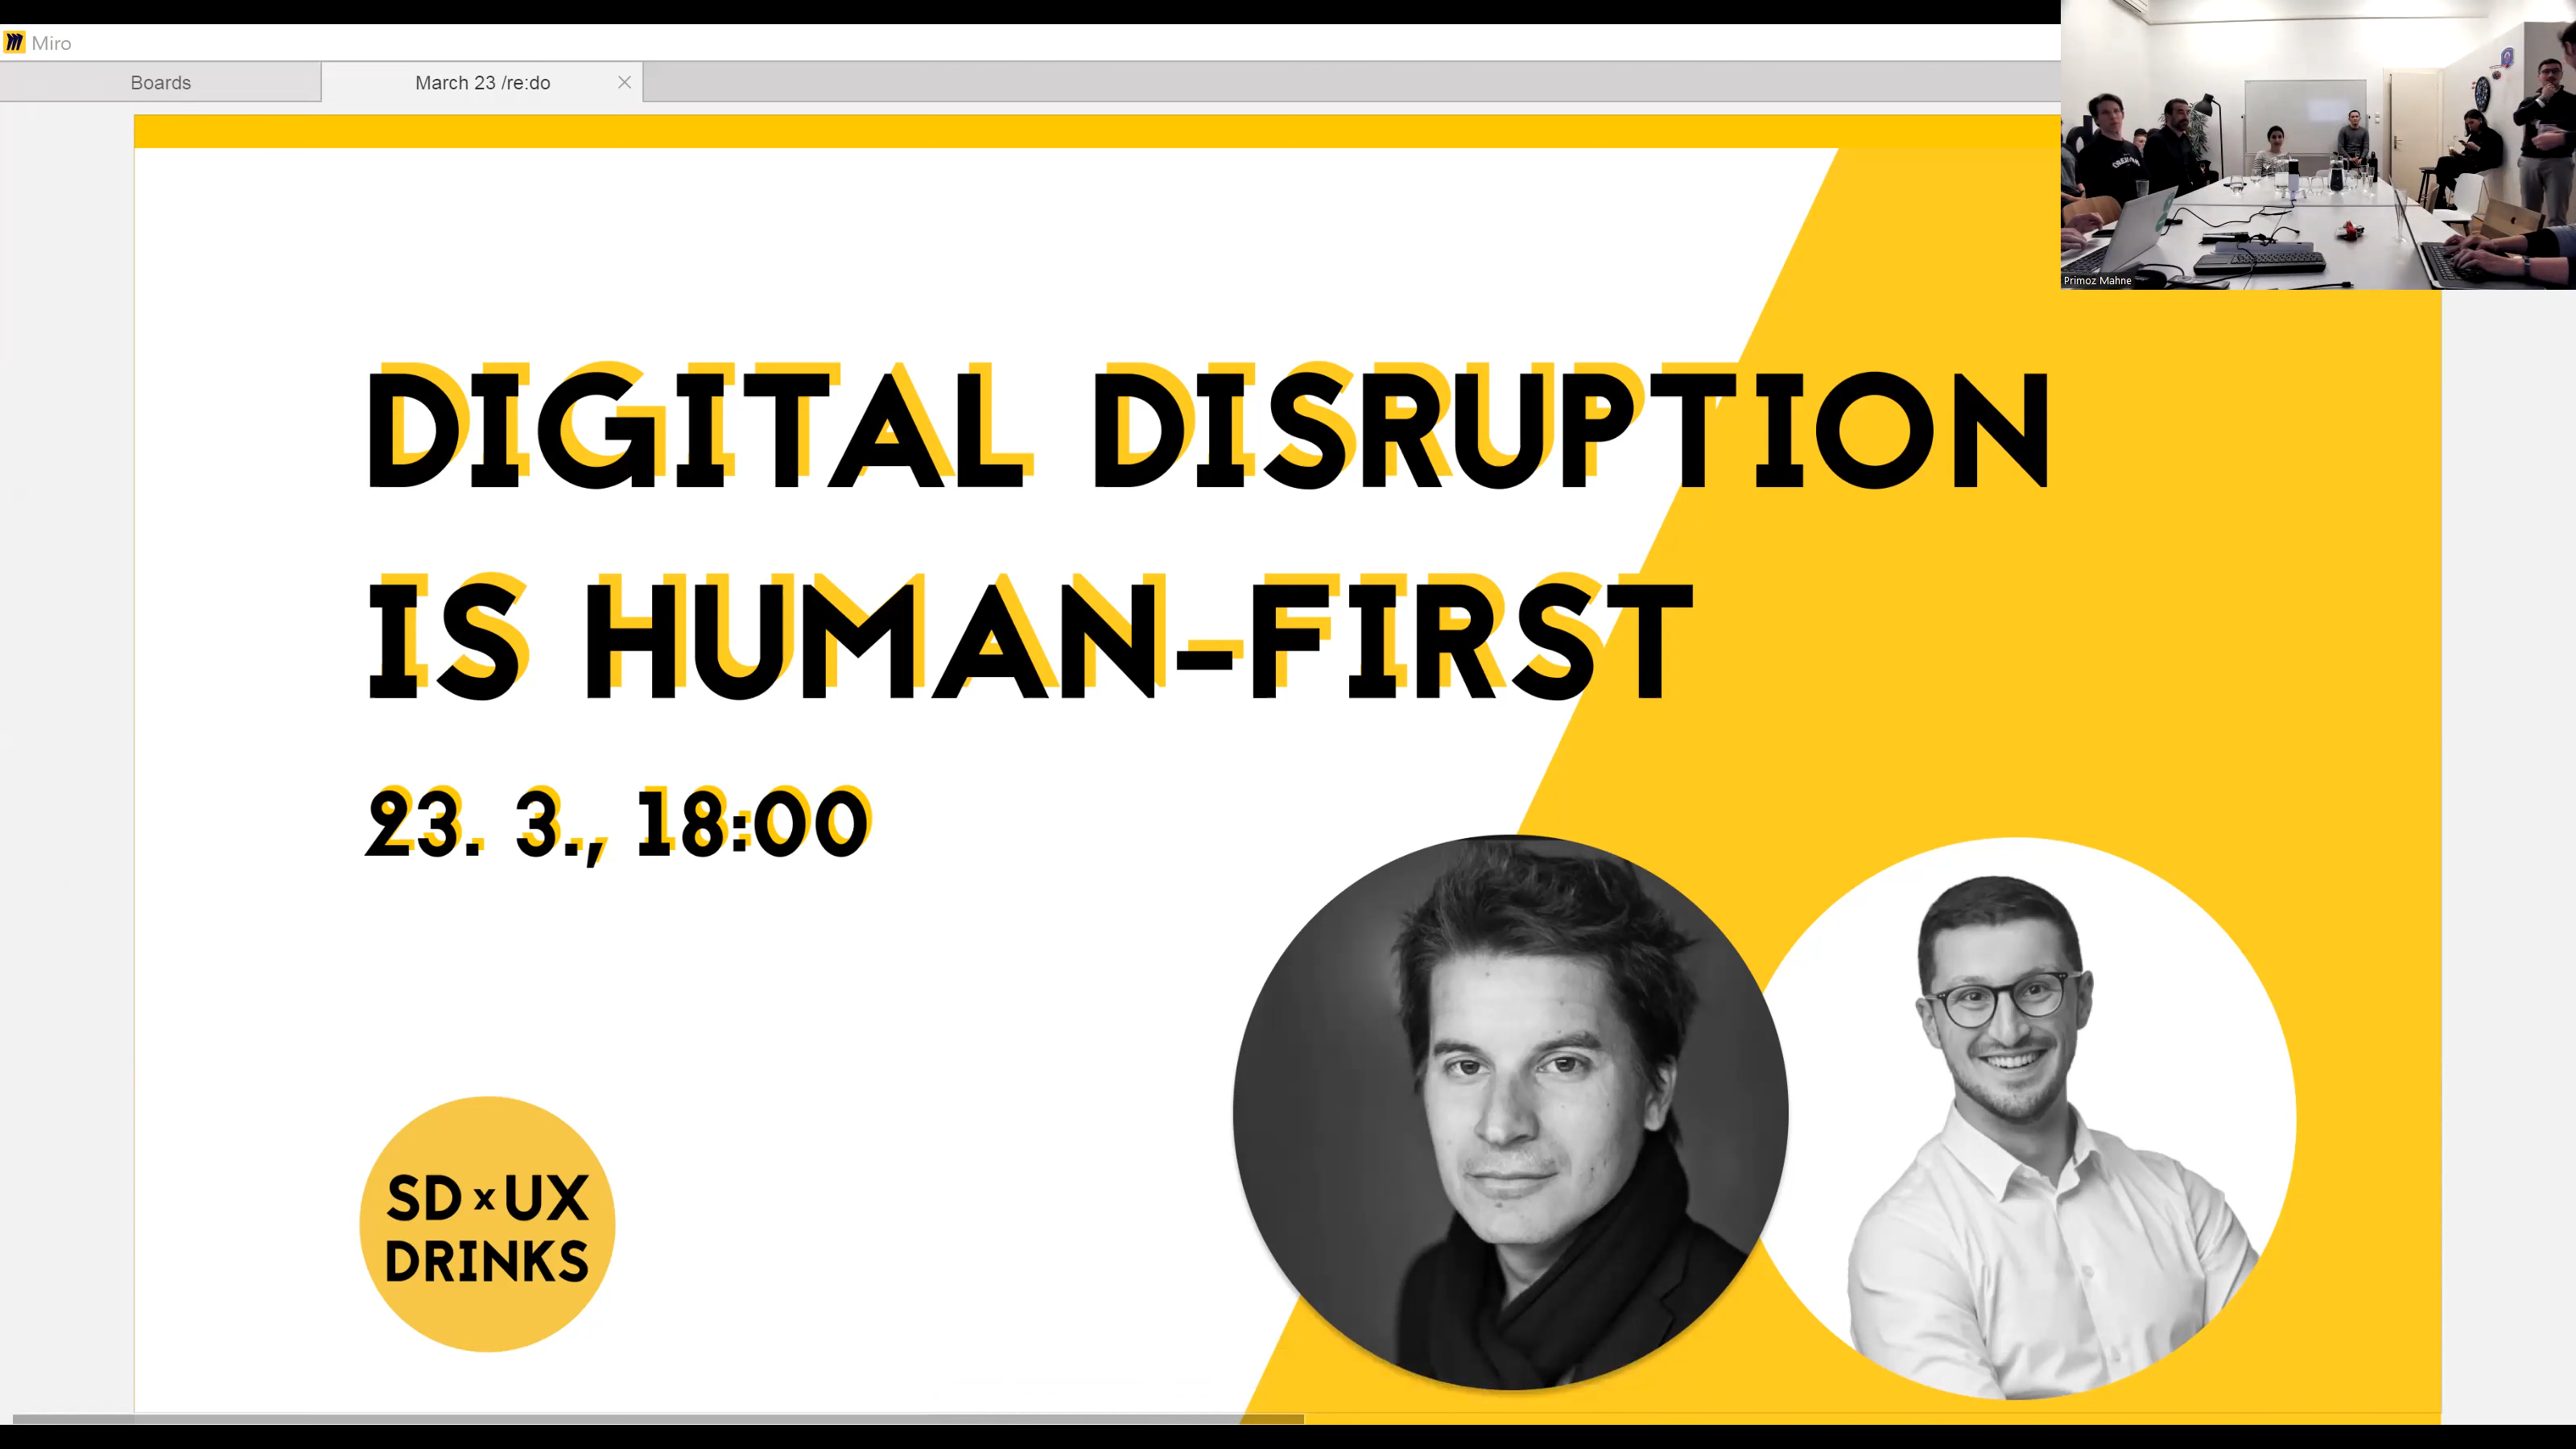 Miro
Boards
March 23 /re:do
Primoz Mahne
DIGITAL DISRUPTION
IS HUMAN-FIRST
23. 3., 18:00
SD x UX
DRINKS